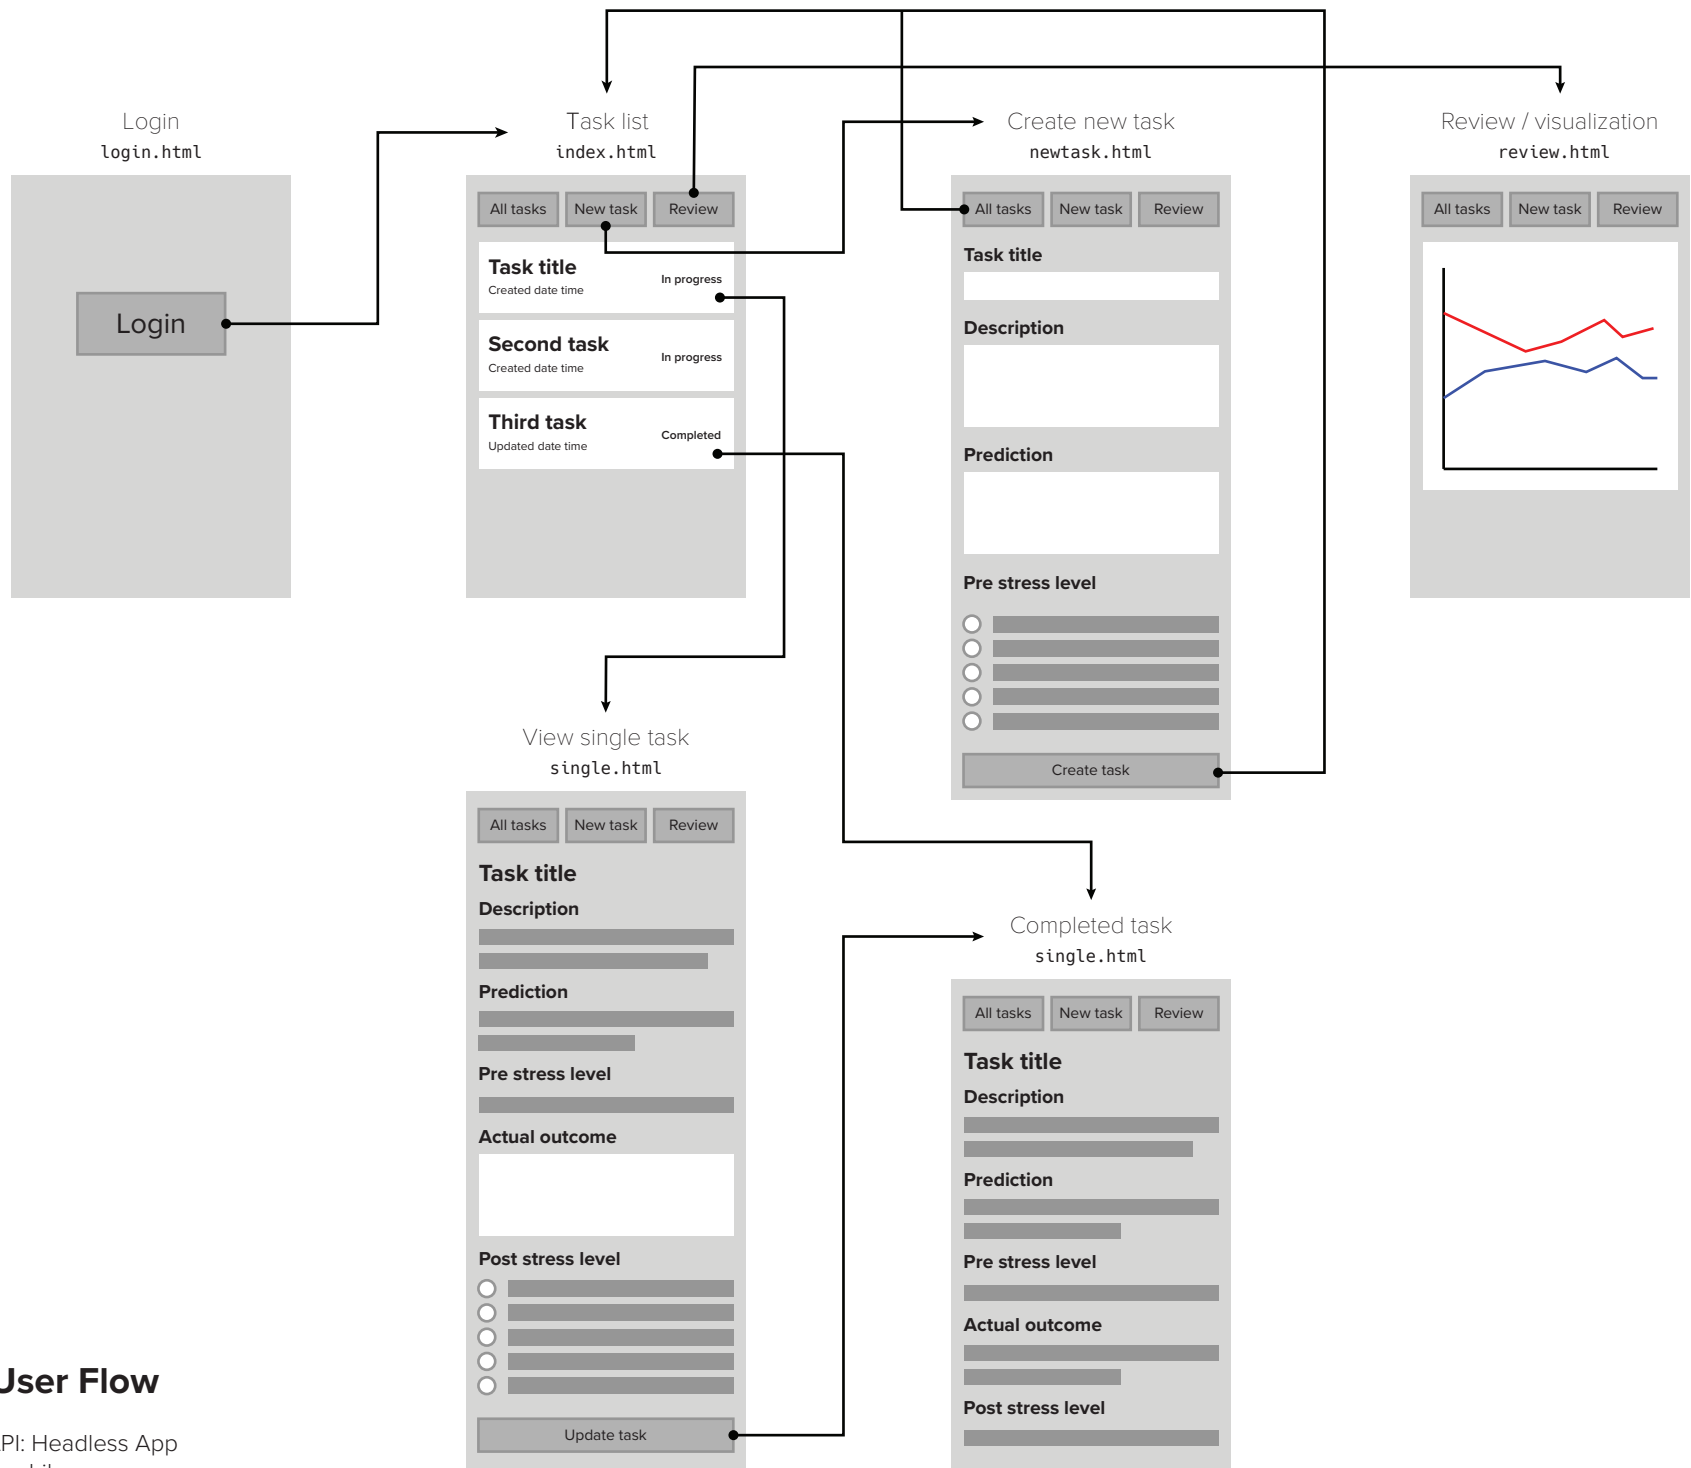 Login
login.html
Login
Task list
index.html
All tasks
New task
Review
Task title
Created date time
In progress
Second task
Created date time
In progress
Third task
Updated date time
Completed
Create new task
newtask.html
All tasks
New task
Review
Task title
Description
Prediction
Pre stress level
Create task
Review / visualization
review.html
All tasks
New task
Review
View single task
single.html
All tasks
New task
Review
Task title
Description
Prediction
Pre stress level
Actual outcome
Post stress level
Update task
Completed task
single.html
All tasks
New task
Review
Task title
Description
Prediction
Pre stress level
Actual outcome
Post stress level
User Flow
PI: Headless App